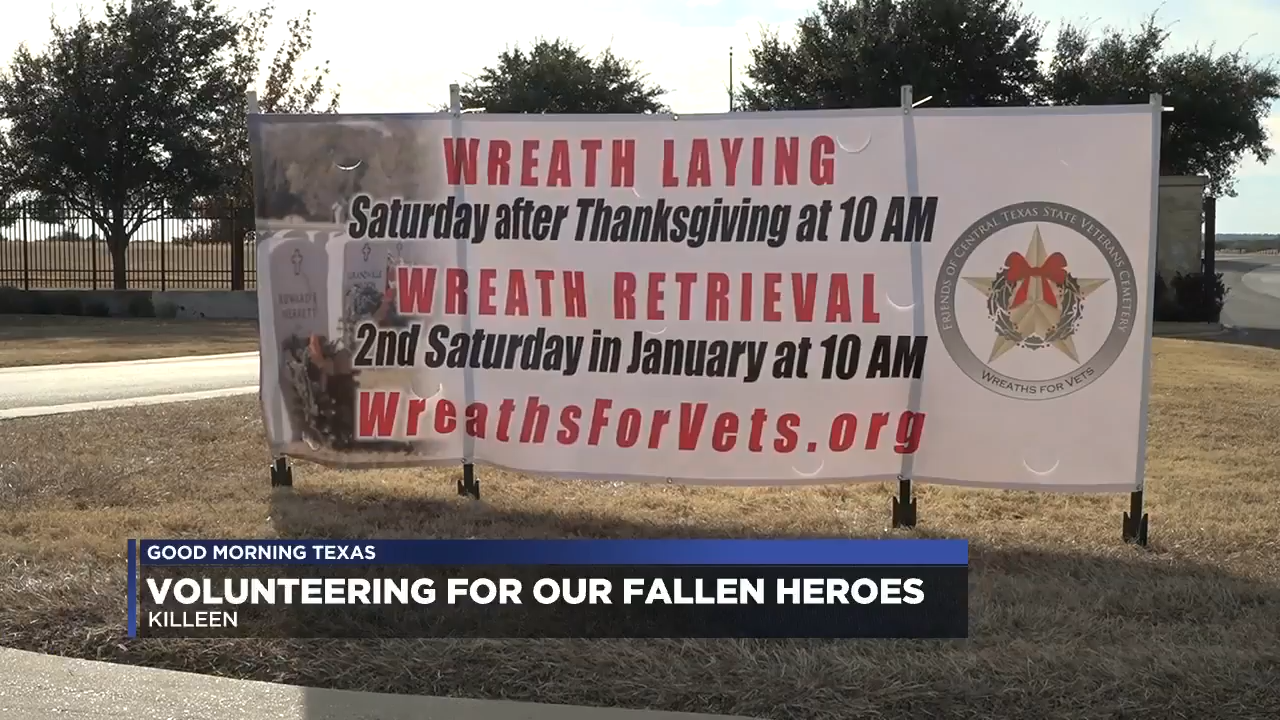 WREATH LAYING
Saturday after Thanksgiving at 10 AM
WREATH RETRIEVAL
2nd Saturday in January at 10 AM
WreathsForVets.org
FRIENDS OF CENTRAL TEXAS STATE VETERANS CEMETERY
WREATHS FOR VETS
GOOD MORNING TEXAS
VOLUNTEERING FOR OUR FALLEN HEROES
KILLEEN